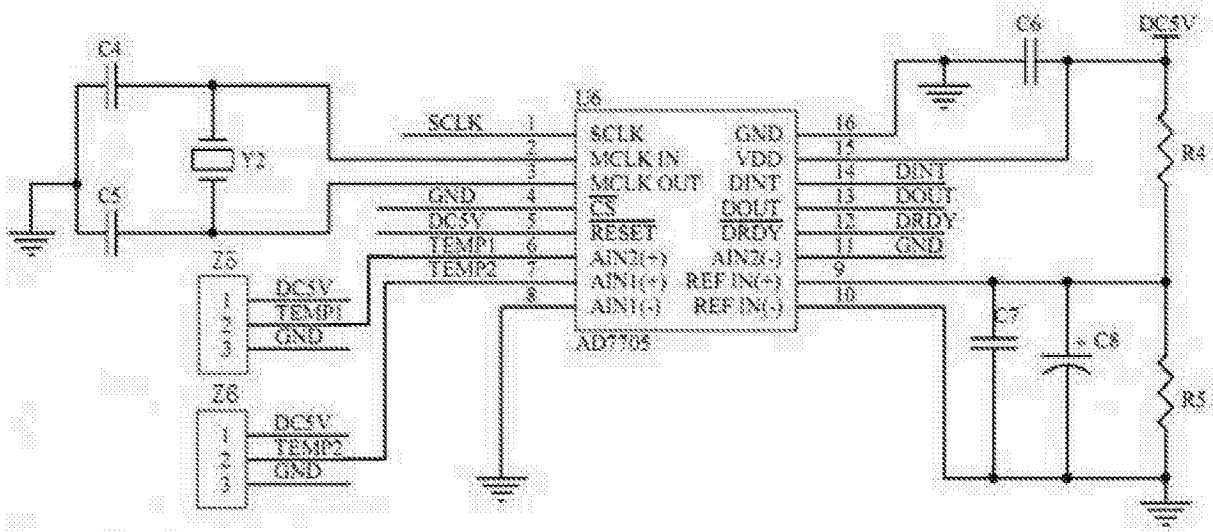 C4
C6
DC5V
U6
SCLK 1 SCLK GND 16
2 MCLK IN VDD 15
Y2
R4
3 MCLK OUT DINT 14 DINT
C5
GND 4 CS DOUT 13 DOUT
DC5V 5 RESET DRDY 12 DRDY
TEMP1 6 AIN2(+) AIN2(-) 11 GND
Z5
TEMP2 7 AIN1(+) REF IN(+) 9
8 AIN1(-) REF IN(-) 10
1 DC5V
2 TEMP1
3 GND
AD7705
C7
+ C8
R5
Z6
1 DC5V
2 TEMP2
3 GND